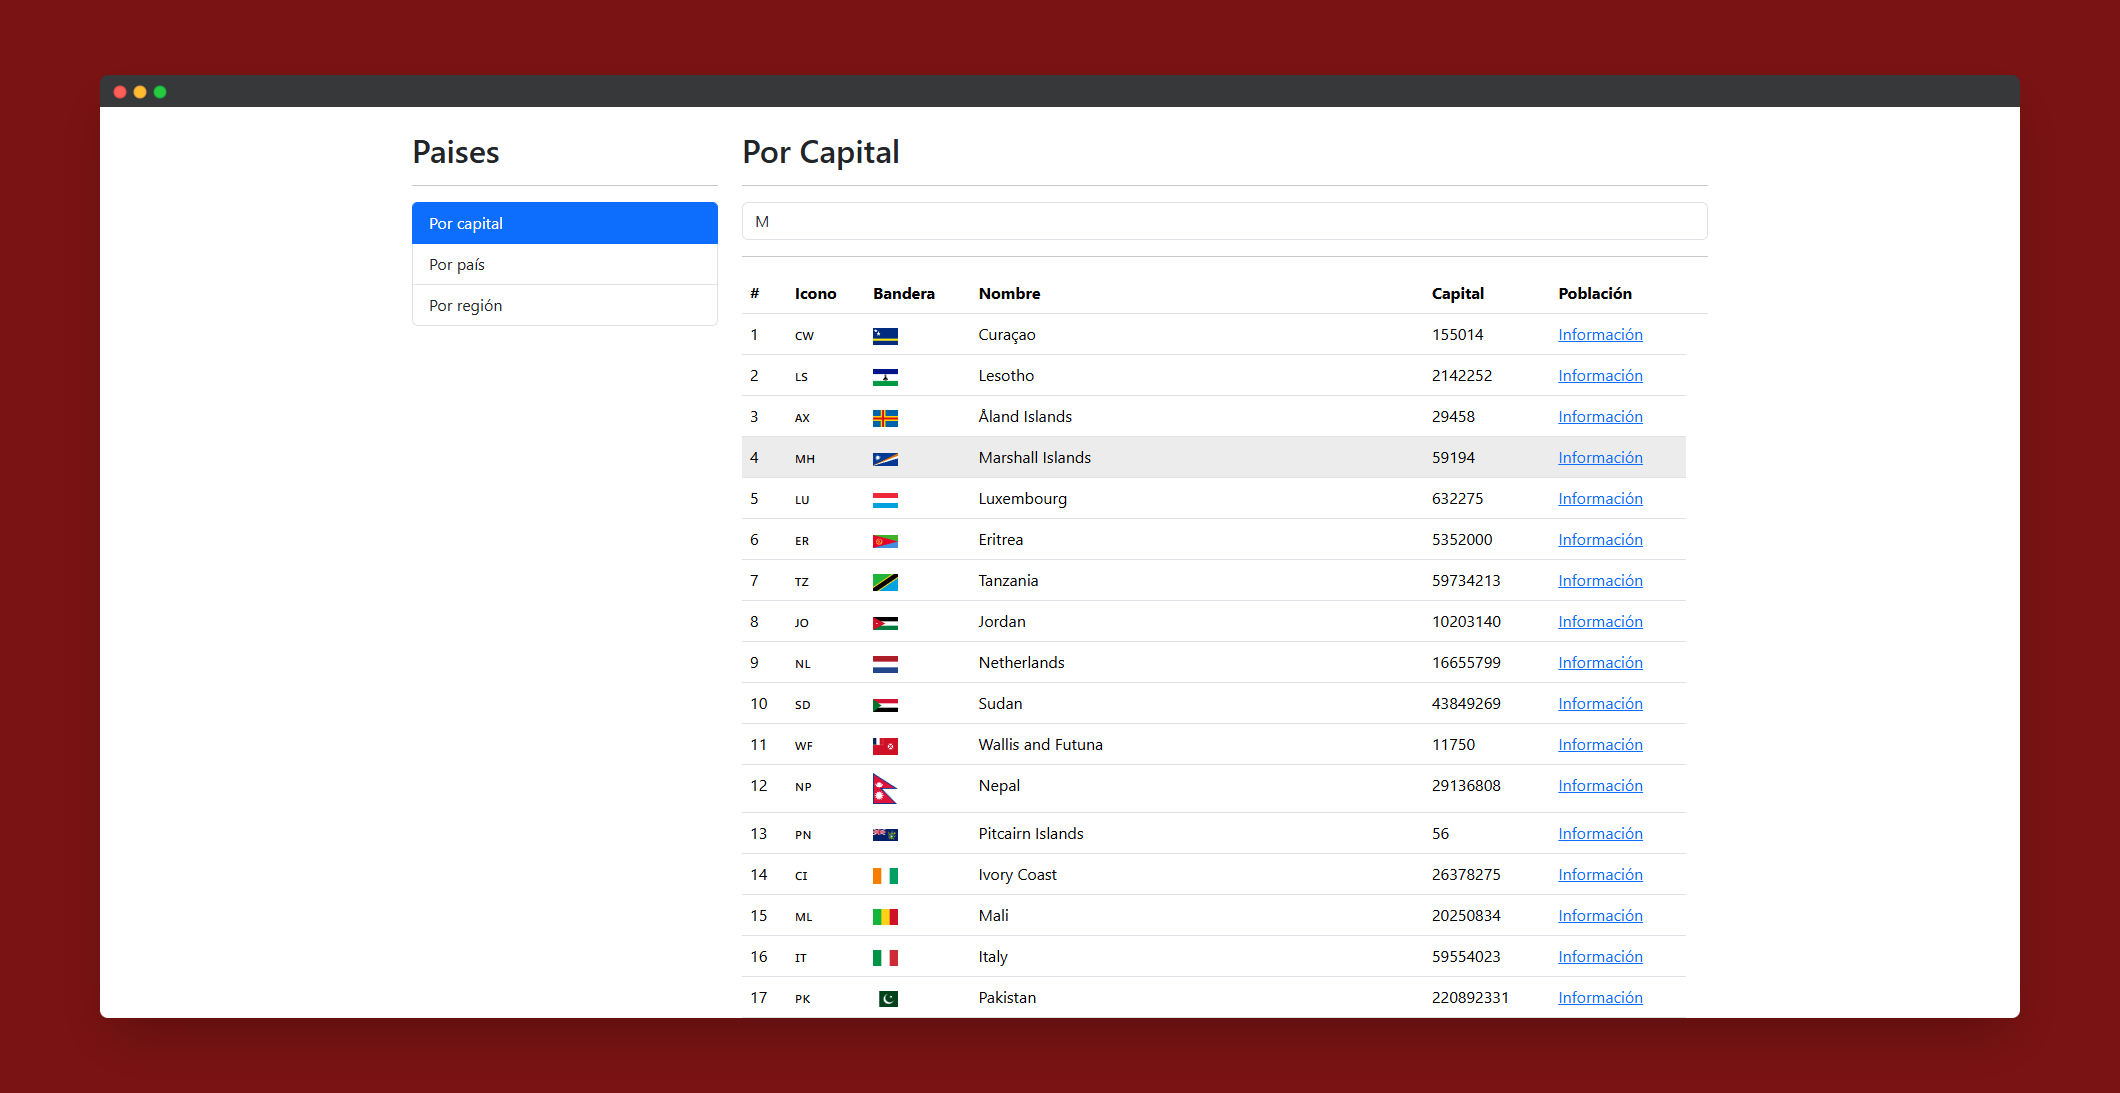 Paises
Por capital
Por país
Por región
Por Capital
M
# Icono Bandera Nombre Capital Población
1 CW Curaçao 155014 Información
2 LS Lesotho 2142252 Información
3 AX Åland Islands 29458 Información
4 MH Marshall Islands 59194 Información
5 LU Luxembourg 632275 Información
6 ER Eritrea 5352000 Información
7 TZ Tanzania 59734213 Información
8 JO Jordan 10203140 Información
9 NL Netherlands 16655799 Información
10 SD Sudan 43849269 Información
11 WF Wallis and Futuna 11750 Información
12 NP Nepal 29136808 Información
13 PN Pitcairn Islands 56 Información
14 CI Ivory Coast 26378275 Información
15 ML Mali 20250834 Información
16 IT Italy 59554023 Información
17 PK Pakistan 220892331 Información